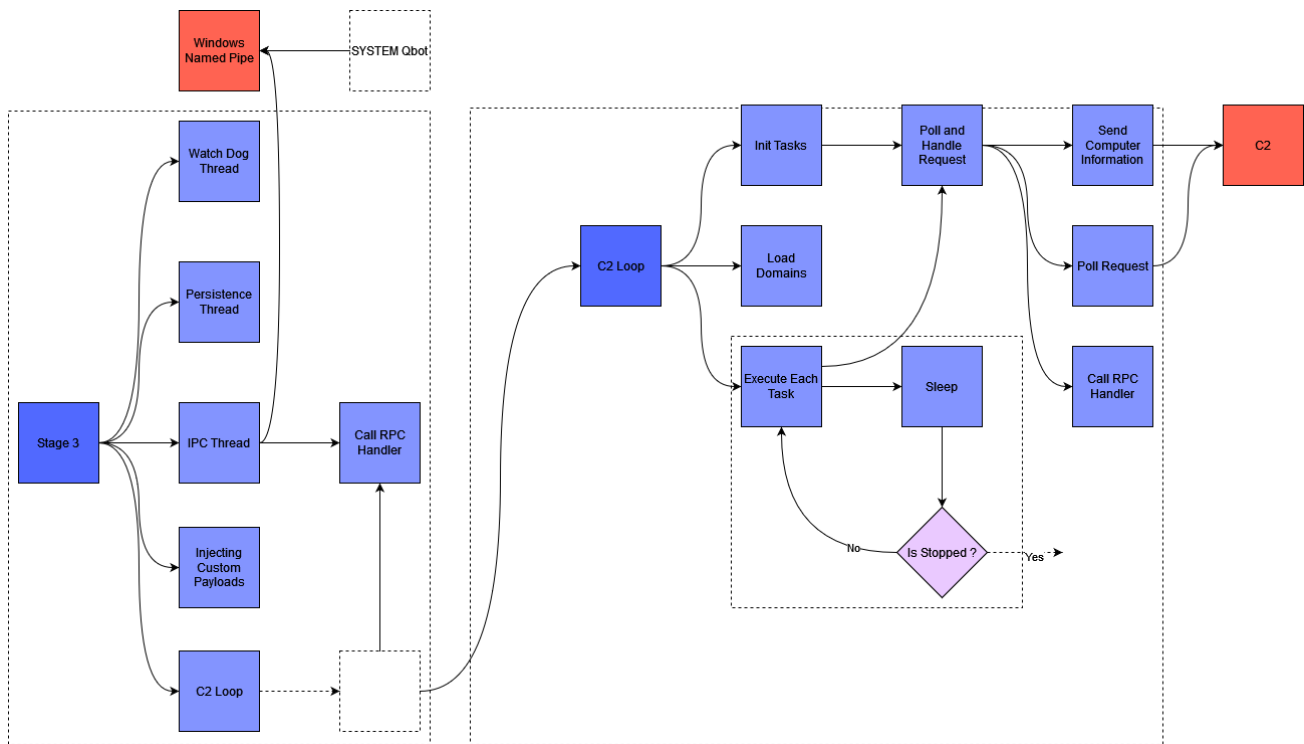 Windows
Named Pipe
SYSTEM Qbot
Watch Dog
Thread
Persistence
Thread
Stage 3
IPC Thread
Call RPC
Handler
Injecting
Custom
Payloads
C2 Loop
C2 Loop
Init Tasks
Poll and
Handle
Request
Send
Computer
Information
C2
Load
Domains
Poll Request
Execute Each
Task
Sleep
Call RPC
Handler
No
Is Stopped ?
Yes